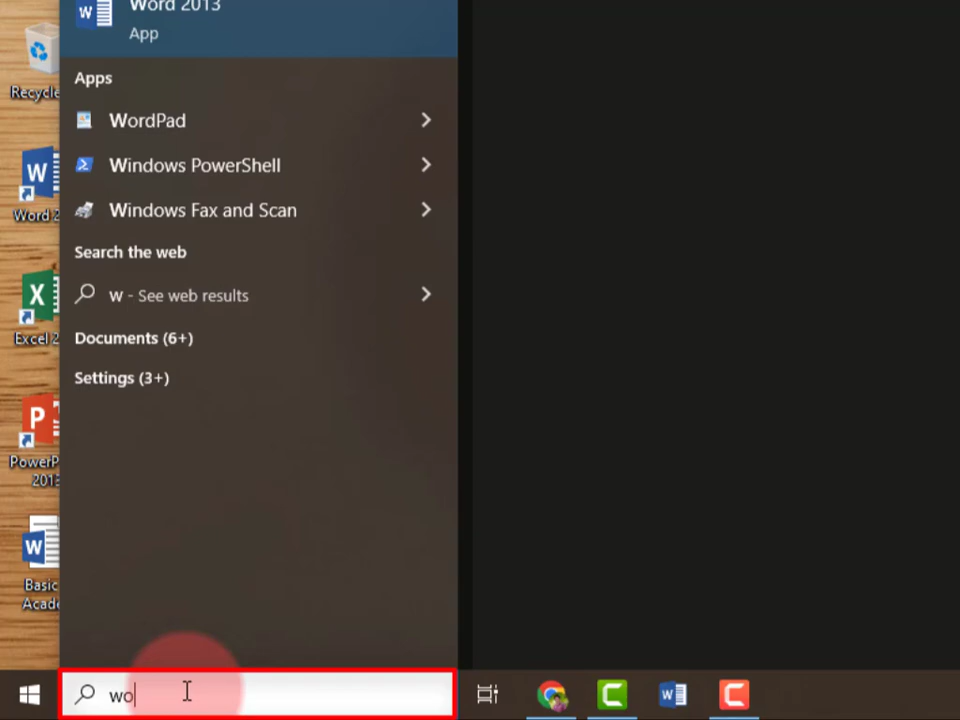 Word 2013
App
Recycle
Apps
WordPad
Windows PowerShell
Word 2
Windows Fax and Scan
Search the web
w - See web results
Excel 2
Documents (6+)
Settings (3+)
PowerP
201
Basic
Acade
wo